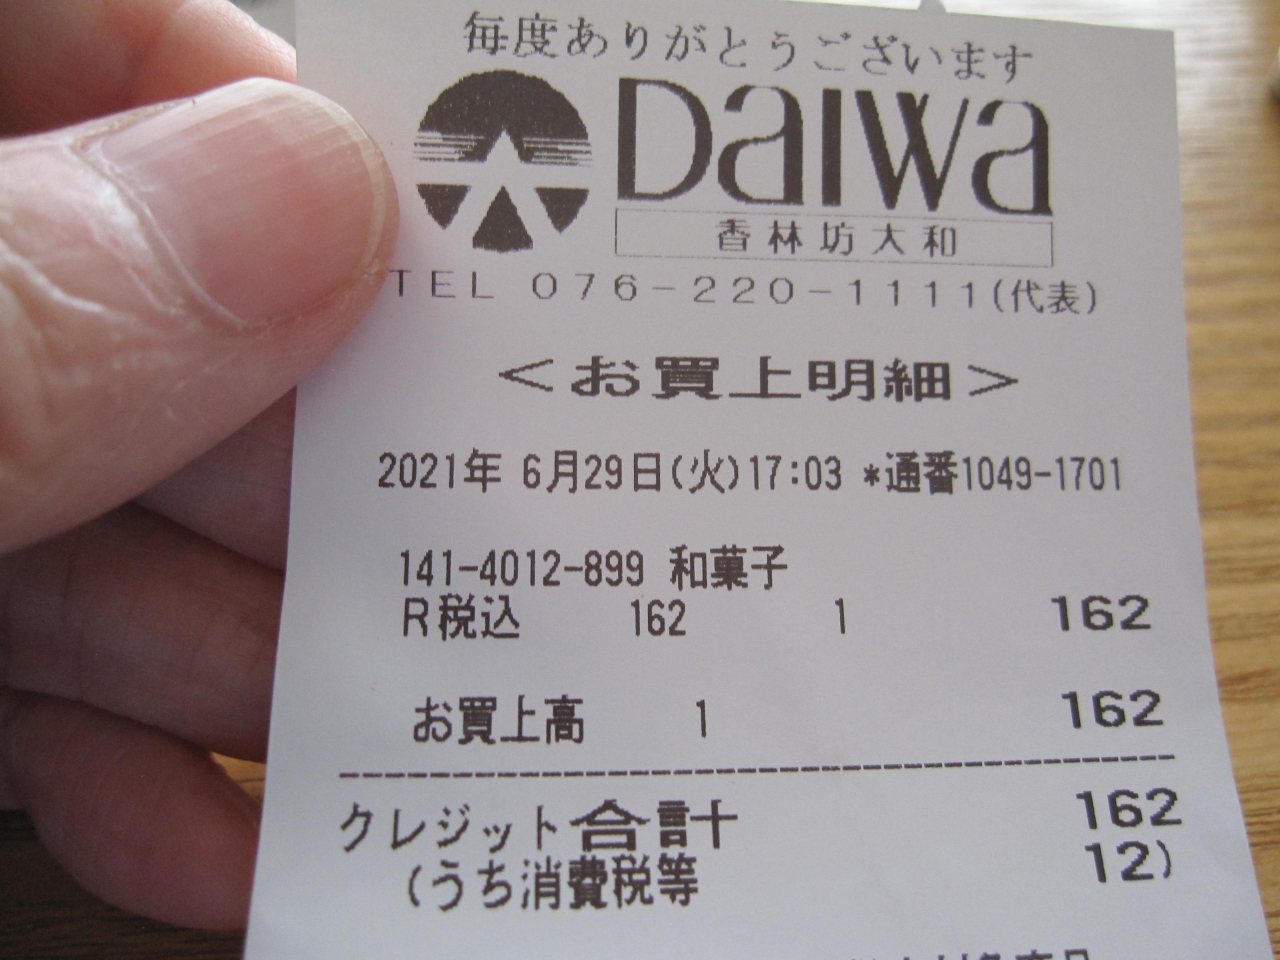 毎度ありがとうございます
Daiwa
香林坊大和
TEL 076-220-1111(代表)
<お買上明細>
2021年 6月29日(火)17:03 *通番1049-1701
141-4012-899 和菓子
R税込 162 1 162
お買上高 1 162
クレジット合計 162
(うち消費税等 12)